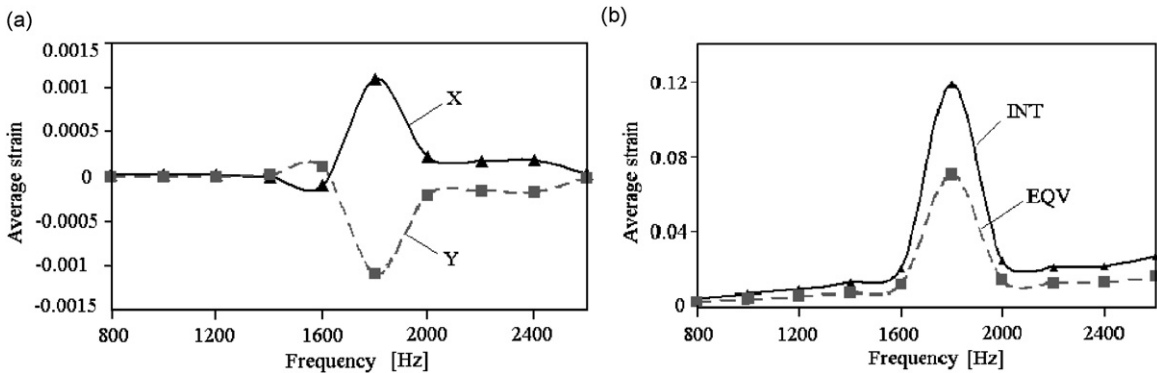 (a)
Average strain
0.0015
0.001
0.0005
0
-0.0005
-0.001
-0.0015
X
Y
800 1200 1600 2000 2400
Frequency [Hz]
(b)
Average strain
0.12
0.08
0.04
0
INT
EQV
800 1200 1600 2000 2400
Frequency [Hz]